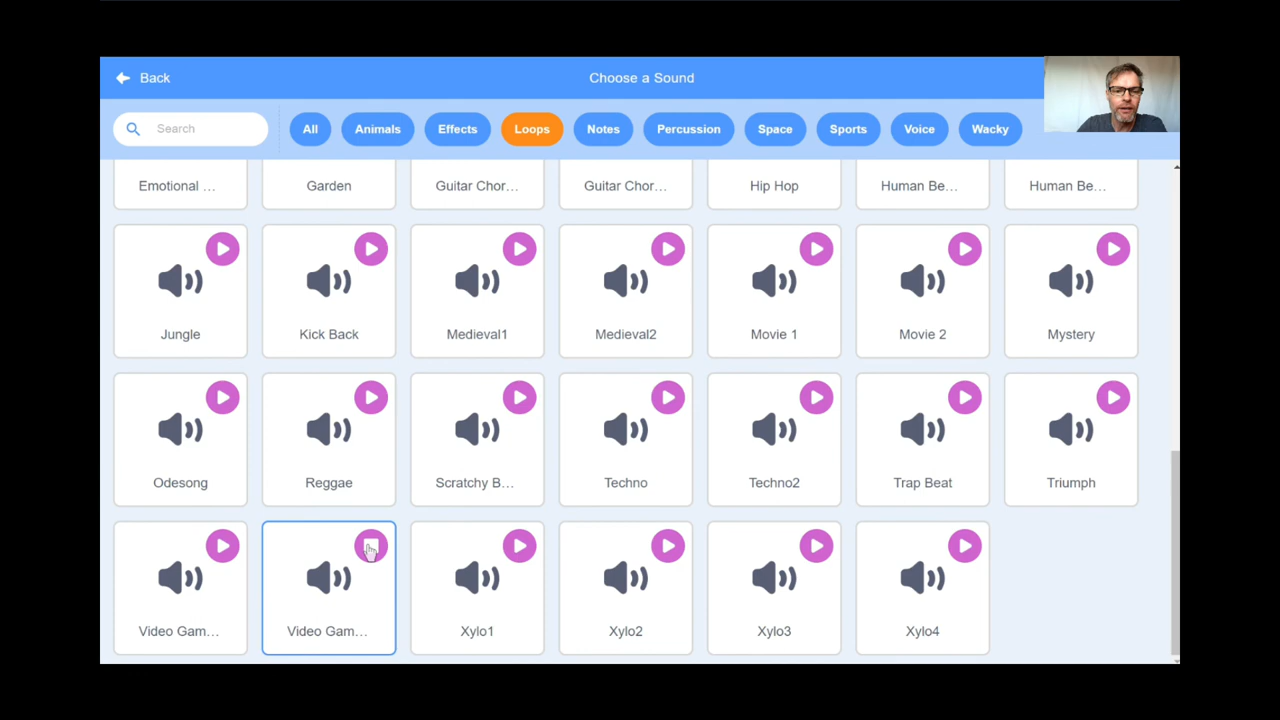 Back
Choose a Sound
Search
All
Animals
Effects
Loops
Notes
Percussion
Space
Sports
Voice
Wacky
Emotional ...
Garden
Guitar Chor...
Guitar Chor...
Hip Hop
Human Be...
Human Be...
Jungle
Kick Back
Medieval1
Medieval2
Movie 1
Movie 2
Mystery
Odesong
Reggae
Scratchy B...
Techno
Techno2
Trap Beat
Triumph
Video Gam...
Video Gam...
Xylo1
Xylo2
Xylo3
Xylo4